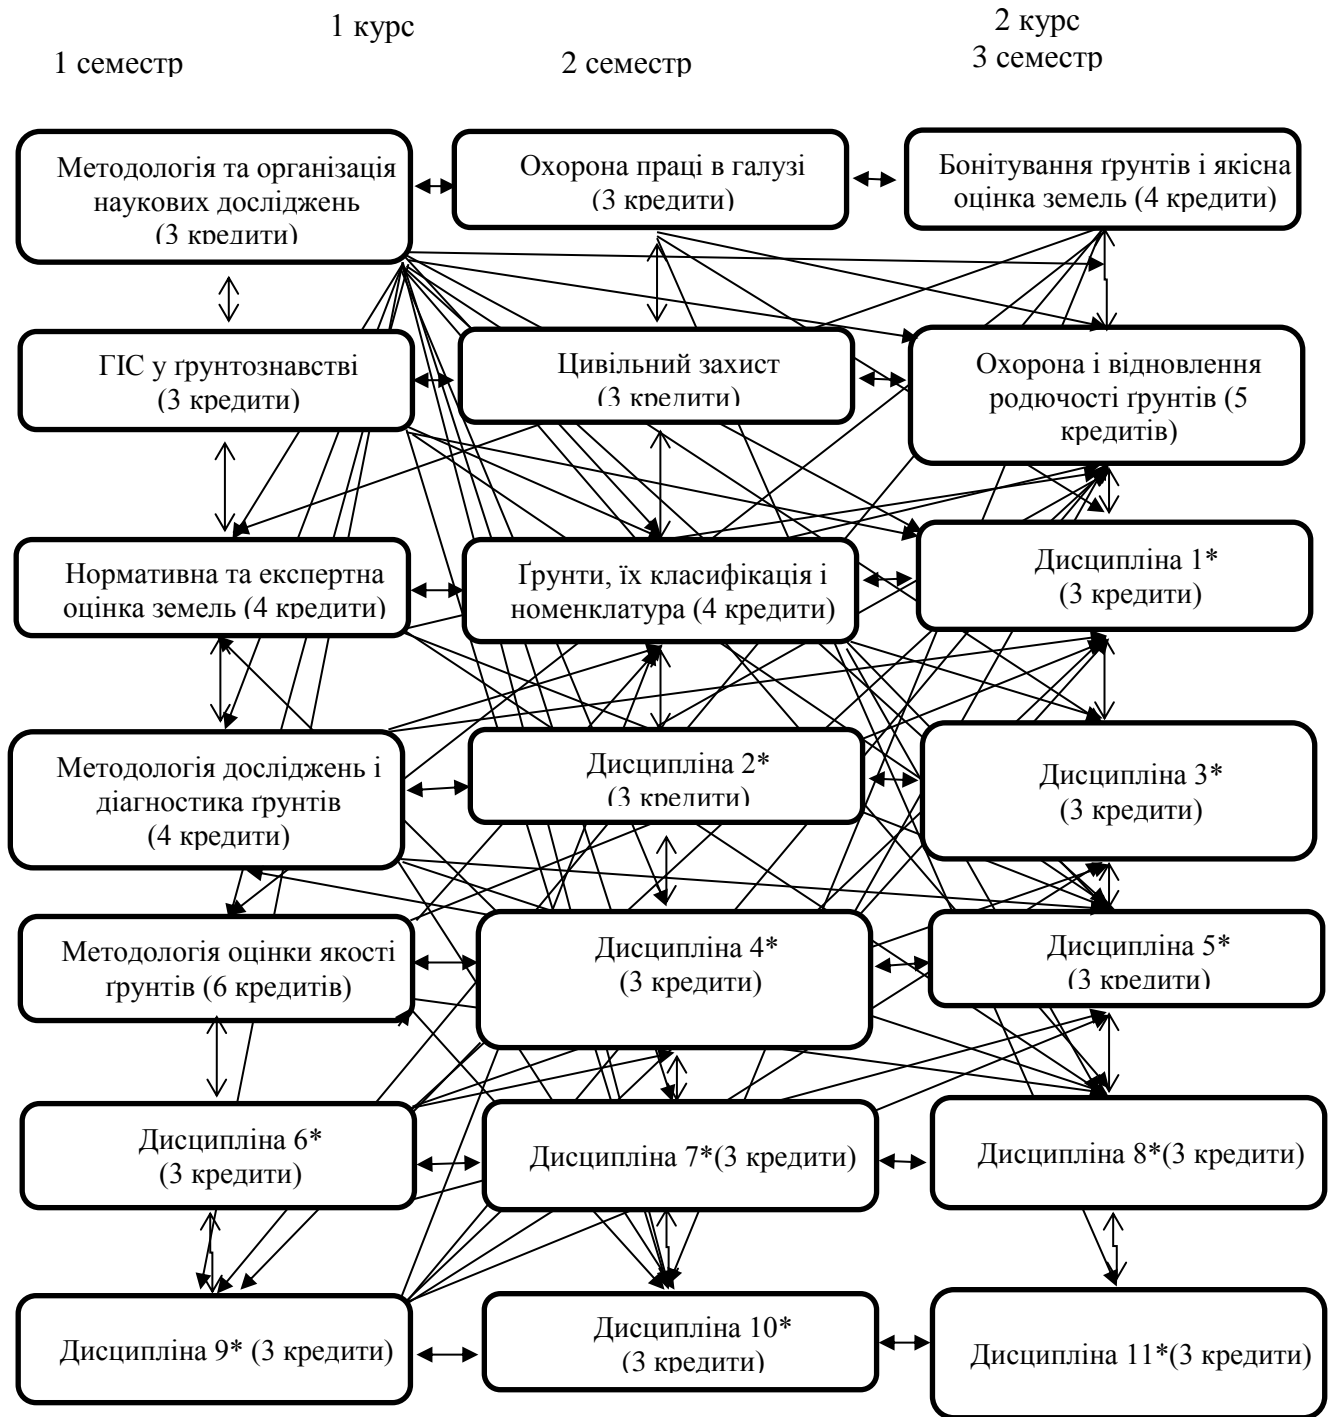 1 курс
2 курс
1 семестр
2 семестр
3 семестр
Методологія та організація
наукових досліджень
(3 кредити)
Охорона праці в галузі
(3 кредити)
Бонітування ґрунтів і якісна
оцінка земель (4 кредити)
ГІС у ґрунтознавстві
(3 кредити)
Цивільний захист
(3 кредити)
Охорона і відновлення
родючості ґрунтів (5
кредитів)
Нормативна та експертна
оцінка земель (4 кредити)
Ґрунти, їх класифікація і
номенклатура (4 кредити)
Дисципліна 1*
(3 кредити)
Методологія досліджень і
діагностика ґрунтів
(4 кредити)
Дисципліна 2*
(3 кредити)
Дисципліна 3*
(3 кредити)
Методологія оцінки якості
ґрунтів (6 кредитів)
Дисципліна 4*
(3 кредити)
Дисципліна 5*
(3 кредити)
Дисципліна 6*
(3 кредити)
Дисципліна 7*(3 кредити)
Дисципліна 8*(3 кредити)
Дисципліна 9* (3 кредити)
Дисципліна 10*
(3 кредити)
Дисципліна 11*(3 кредити)